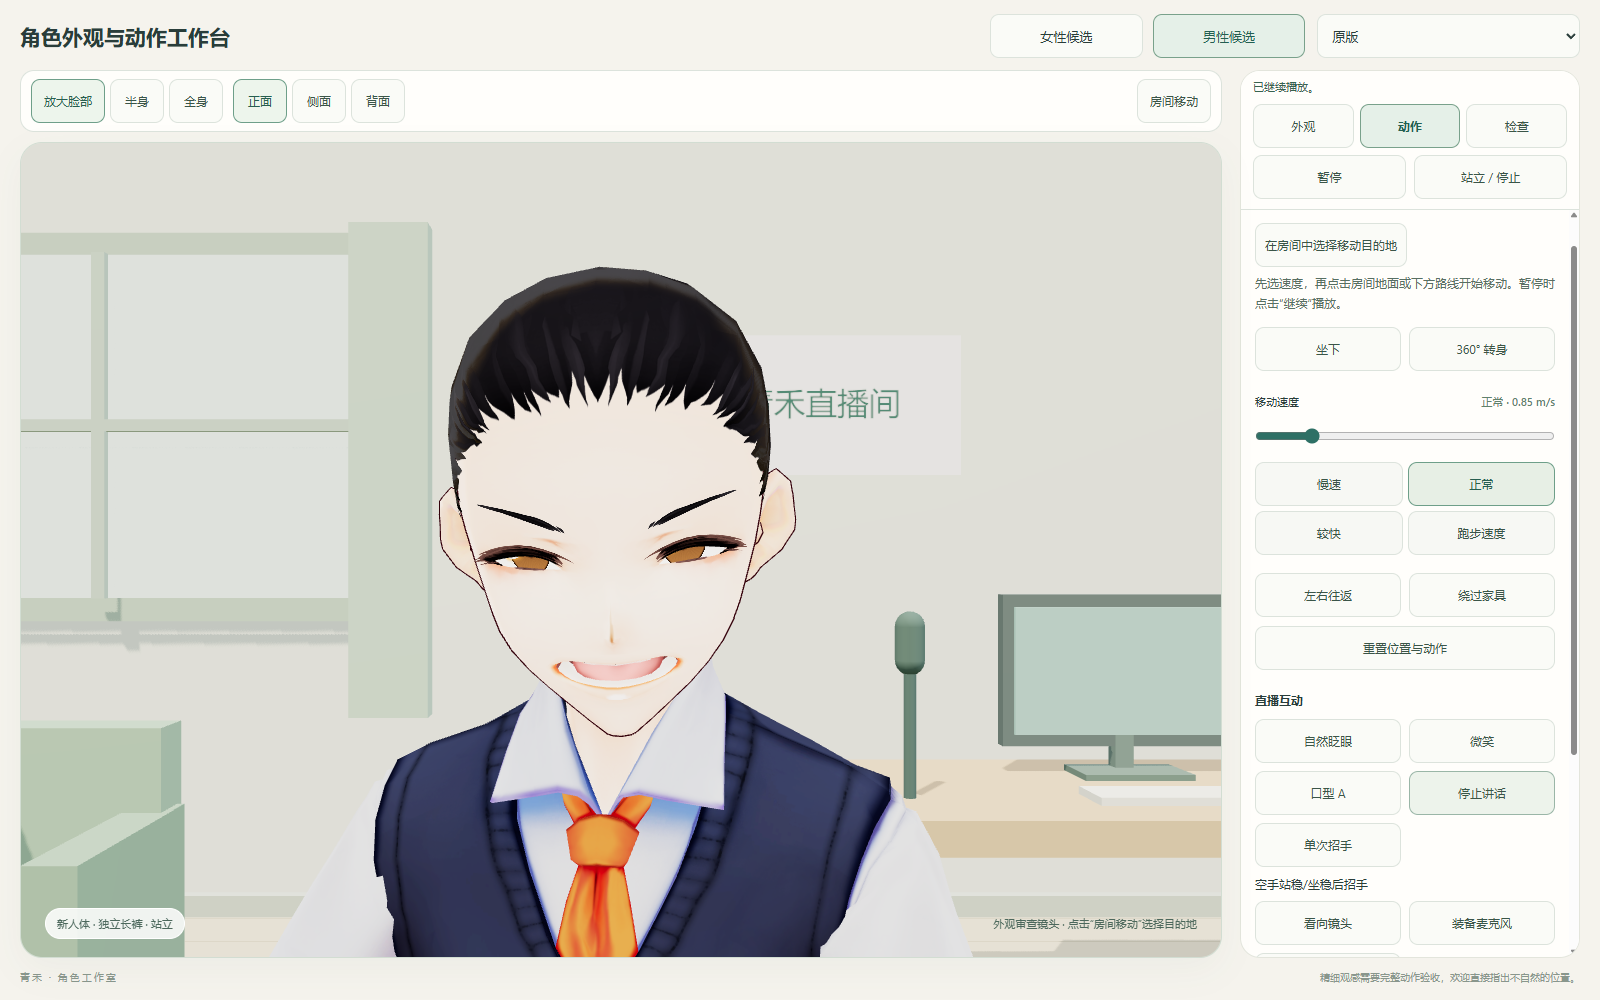 角色外观与动作工作台
女性候选
男性候选
原版
放大脸部
半身
全身
正面
侧面
背面
房间移动
已继续播放。
外观
动作
检查
暂停
站立 / 停止
在房间中选择移动目的地
先选速度，再点击房间地面或下方路线开始移动。暂停时
点击“继续”播放。
坐下
360° 转身
移动速度
正常 · 0.85 m/s
慢速
正常
较快
跑步速度
左右往返
绕过家具
重置位置与动作
直播互动
自然眨眼
微笑
口型 A
停止讲话
单次招手
空手站稳/坐稳后招手
看向镜头
装备麦克风
禾直播间
新人体 · 独立长裤 · 站立
外观审查镜头 · 点击“房间移动”选择目的地
青禾 · 角色工作室
精细观感需要完整动作验收，欢迎直接指出不自然的位置。